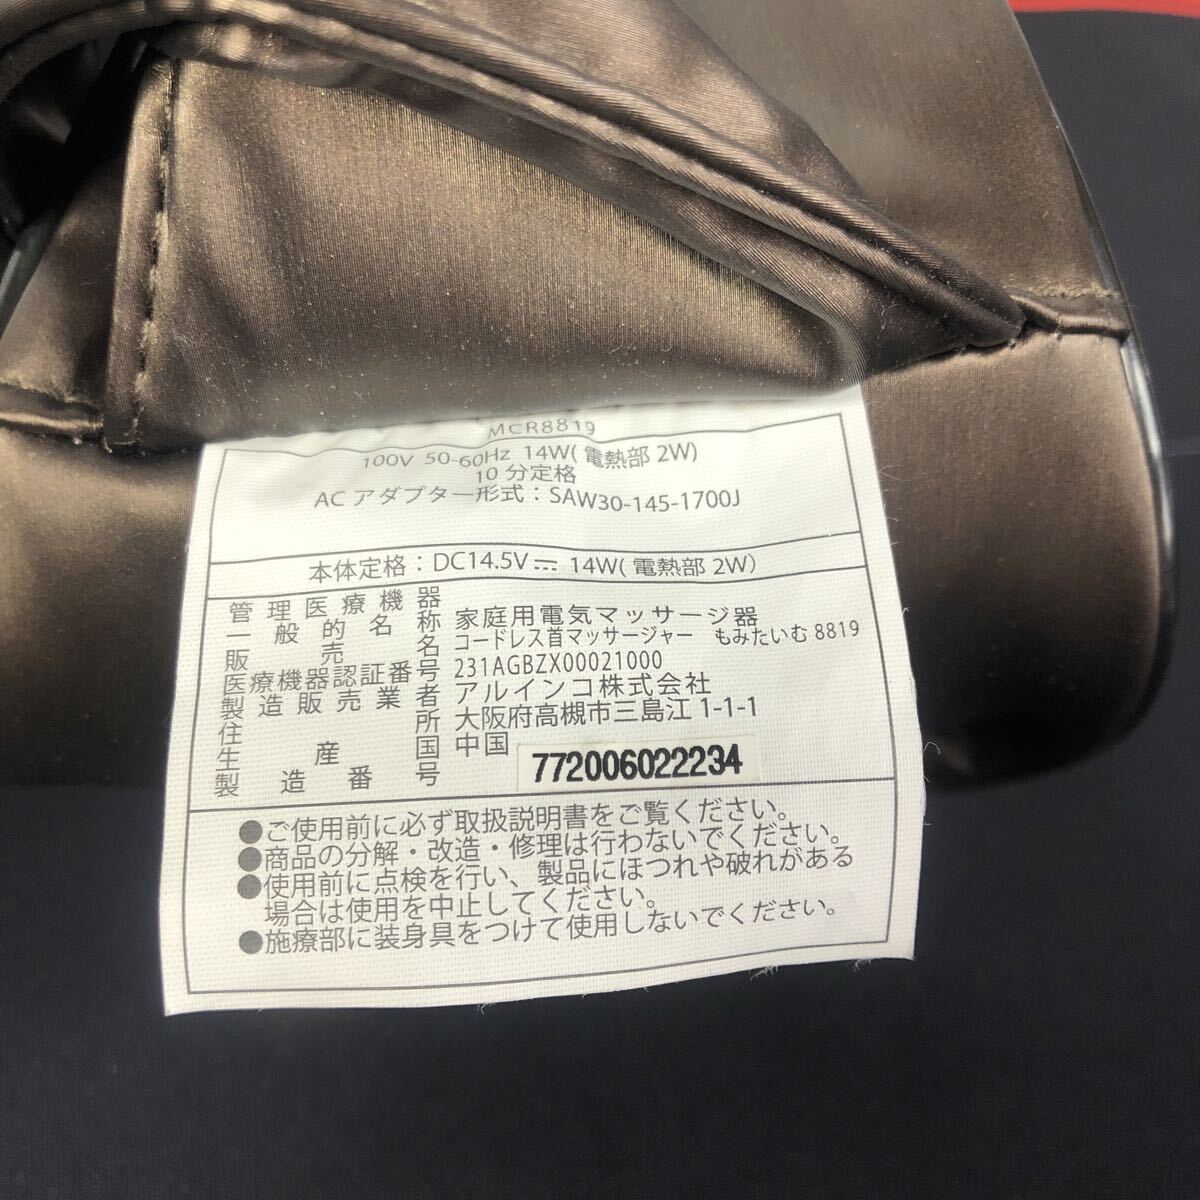 MCR8819
100V 50-60Hz 14W(電熱部 2W)
10 分定格
AC アダプター形式：SAW30-145-1700J
本体定格：DC14.5V⎓ 14W(電熱部 2W)
管理医療機器
一般的名称 家庭用電気マッサージ器
販売名 コードレス首マッサージャー もみたいむ 8819
医療機器認証番号 231AGBZX00021000
製造販売業者 アルインコ株式会社
住所 大阪府高槻市三島江 1-1-1
生産国 中国
製造番号 772006022234
●ご使用前に必ず取扱説明書をご覧ください。
●商品の分解・改造・修理は行わないでください。
●使用前に点検を行い、製品にほつれや破れがある
場合は使用を中止してください。
●施療部に装身具をつけて使用しないでください。